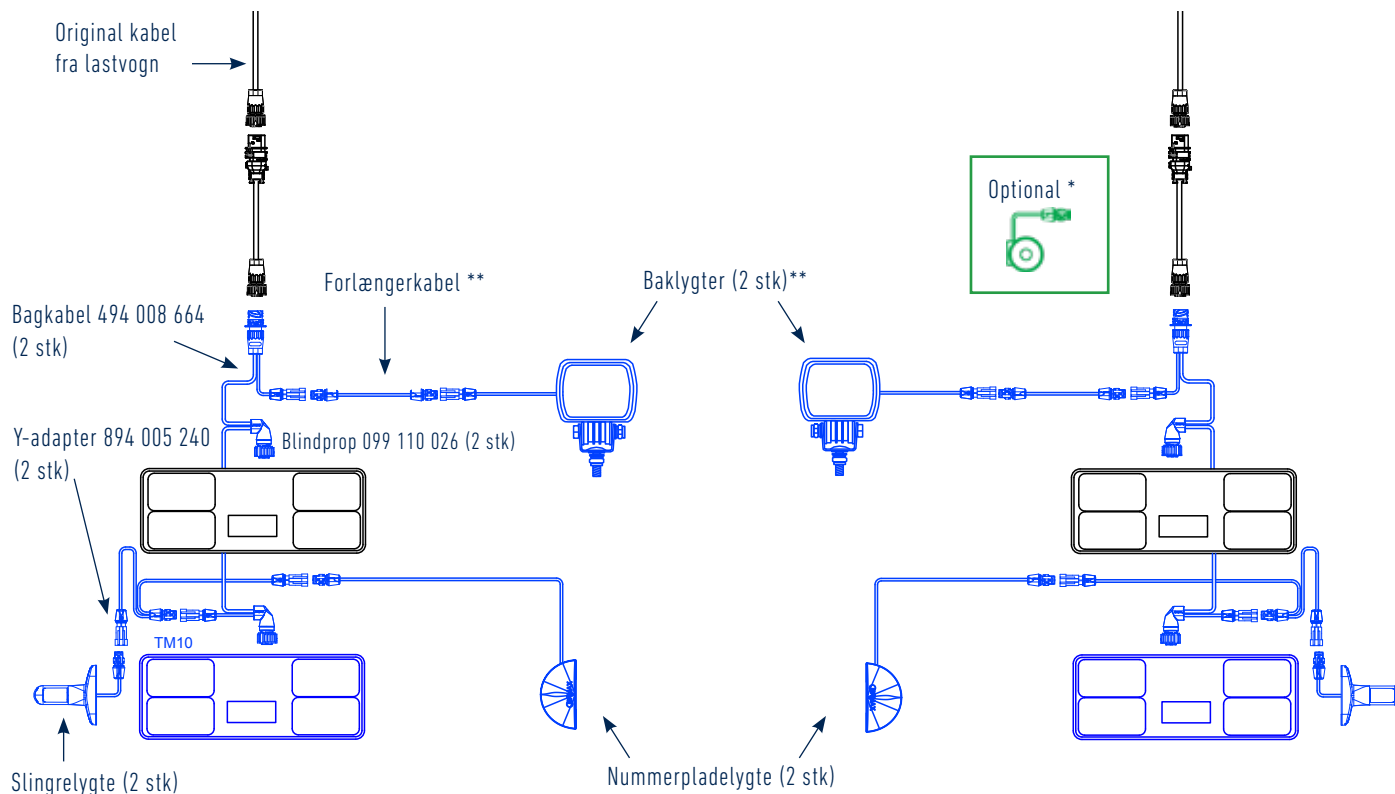 Original kabel
fra lastvogn
Optional *
Forlængerkabel **
Baklygter (2 stk)**
Bagkabel 494 008 664
(2 stk)
Y-adapter 894 005 240
(2 stk)
Blindprop 099 110 026 (2 stk)
TM10
Slingrelygte (2 stk)
Nummerpladelygte (2 stk)